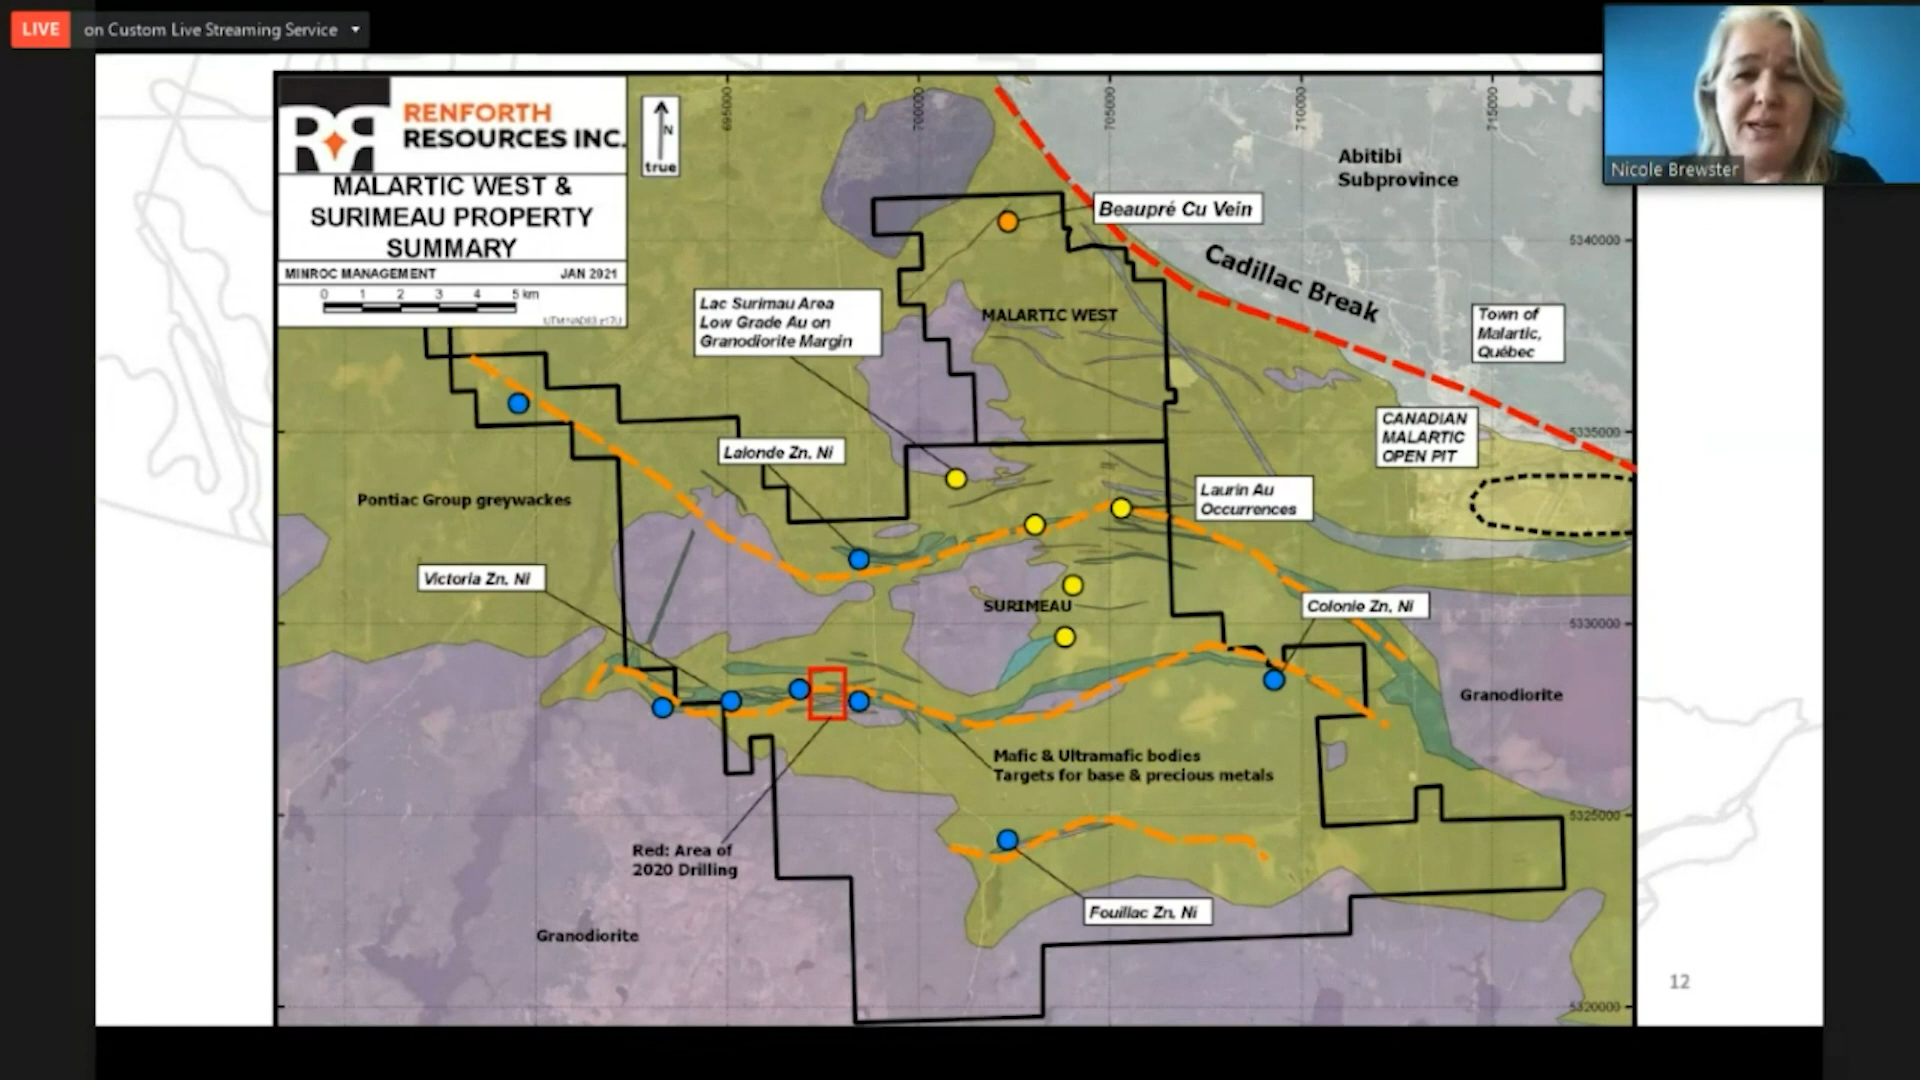 LIVE on Custom Live Streaming Service
RENFORTH
RESOURCES INC.
MALARTIC WEST &
SURIMEAU PROPERTY
SUMMARY
MINROC MANAGEMENT JAN 2021
0 1 2 3 4 5 km
N
true
695000
700000
705000
710000
715000
Abitibi
Subprovince
Nicole Brewster
Beaupré Cu Vein
5340000
Cadillac Break
Lac Surimau Area
Low Grade Au on
Granodiorite Margin
MALARTIC WEST
Town of
Malartic,
Québec
CANADIAN
MALARTIC
OPEN PIT
5335000
Lalonde Zn, Ni
Pontiac Group greywackes
Laurin Au
Occurrences
Victoria Zn, Ni
SURIMEAU
Colonie Zn, Ni
5330000
Granodiorite
Mafic & Ultramafic bodies
Targets for base & precious metals
5325000
Red: Area of
2020 Drilling
Fouillac Zn, Ni
Granodiorite
12
5320000